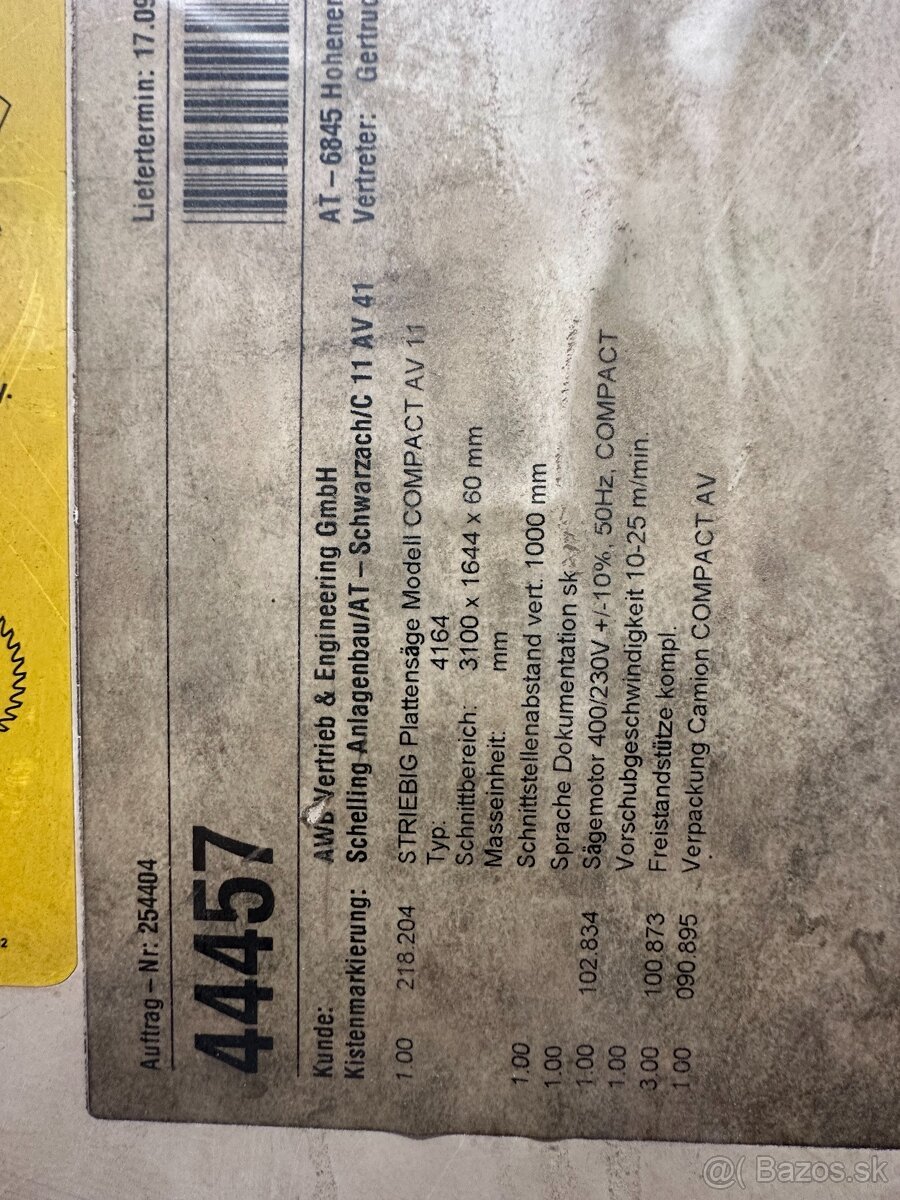 Auftrag – Nr: 254404 Liefertermin: 17.09
44457
Kunde: AWE Vertrieb & Engineering GmbH AT – 6845 Hohenem
Kistenmarkierung: Schelling Anlagenbau/AT – Schwarzach/C 11 AV 41 Vertreter: Gertrud
1.00 218.204 STRIEBIG Plattensäge Modell COMPACT AV 11
Typ: 4164
Schnittbereich: 3100 x 1644 x 60 mm
Masseinheit: mm
1.00 Schnittstellenabstand vert. 1000 mm
1.00 Sprache Dokumentation sk
1.00 102.834 Sägemotor 400/230V +/-10%, 50Hz, COMPACT
1.00 Vorschubgeschwindigkeit 10-25 m/min.
3.00 100.873 Freistandstütze kompl.
1.00 090.895 Verpackung Camion COMPACT AV
@( Bazos.sk